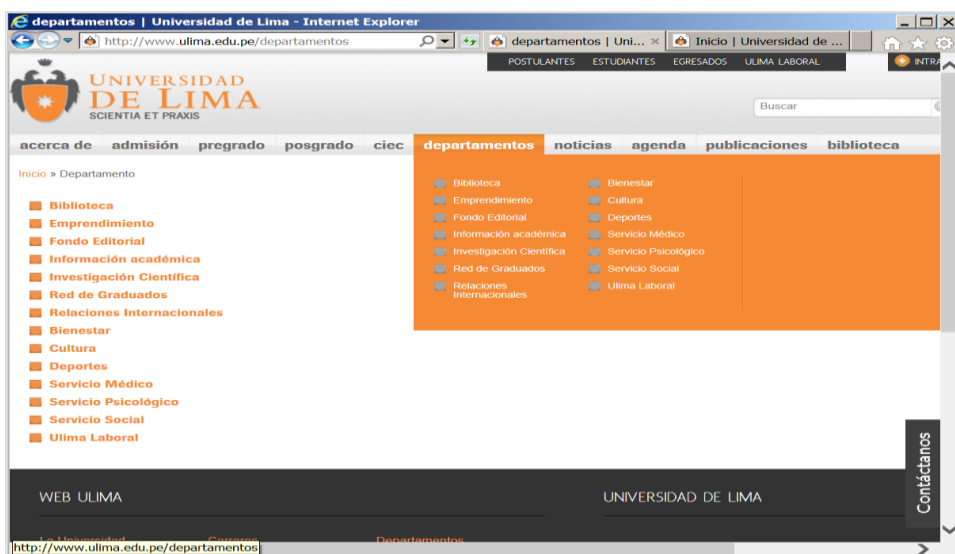 departamentos | Universidad de Lima - Internet Explorer
http://www.ulima.edu.pe/departamentos
departamentos | Uni...
Inicio | Universidad de ...
POSTULANTES ESTUDIANTES EGRESADOS ULIMA LABORAL
UNIVERSIDAD
DE LIMA
SCIENTIA ET PRAXIS
Buscar
acerca de admisión pregrado posgrado ciec departamentos noticias agenda publicaciones biblioteca
Inicio » Departamento
Biblioteca
Emprendimiento
Fondo Editorial
Información académica
Investigación Científica
Red de Graduados
Relaciones Internacionales
Bienestar
Cultura
Deportes
Servicio Médico
Servicio Psicológico
Servicio Social
Ulima Laboral
Biblioteca
Emprendimiento
Fondo Editorial
Información académica
Investigación Científica
Red de Graduados
Relaciones
Internacionales
Bienestar
Cultura
Deportes
Servicio Médico
Servicio Psicológico
Servicio Social
Ulima Laboral
Contáctanos
WEB ULIMA
UNIVERSIDAD DE LIMA
http://www.ulima.edu.pe/departamentos